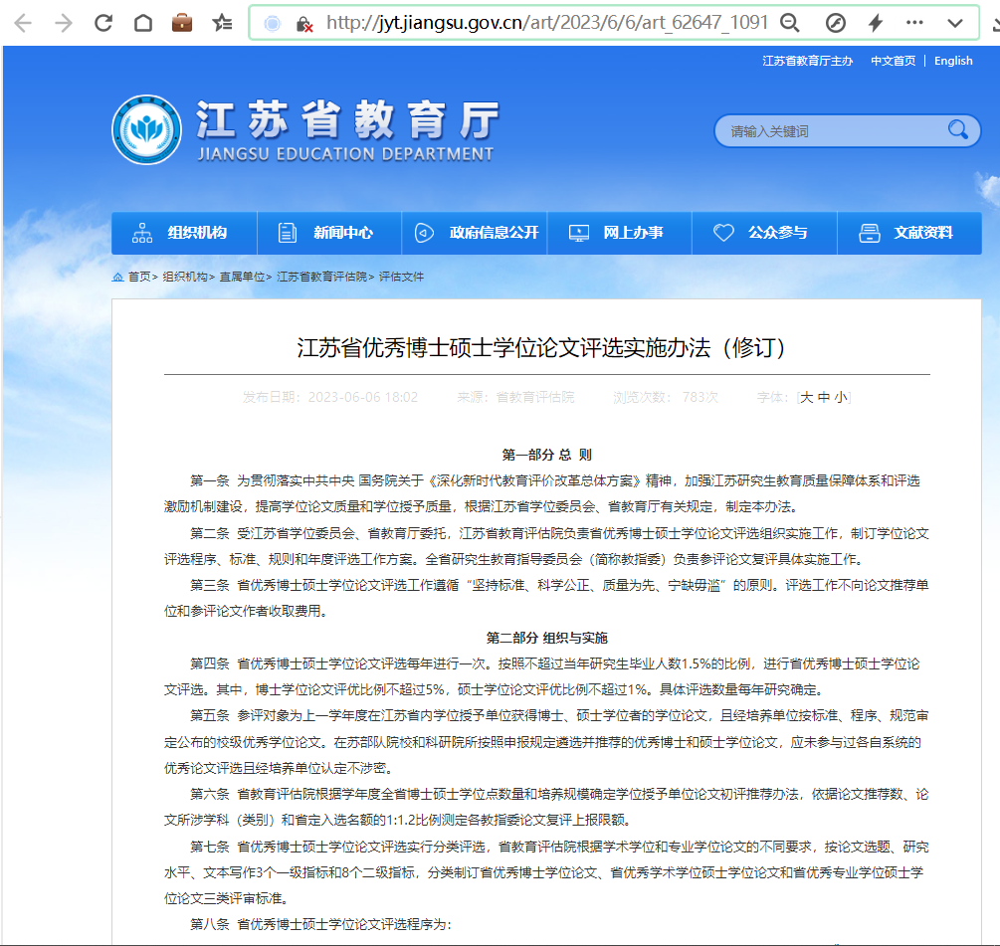 http://jyt.jiangsu.gov.cn/art/2023/6/6/art_62647_1091
江苏省教育厅主办 中文首页 | English
江苏省教育厅
JIANGSU EDUCATION DEPARTMENT
请输入关键词
组织机构 新闻中心 政府信息公开 网上办事 公众参与 文献资料
首页> 组织机构> 直属单位> 江苏省教育评估院> 评估文件
江苏省优秀博士硕士学位论文评选实施办法（修订）
发布日期：2023-06-06 18:02 来源：省教育评估院 浏览次数： 783次 字体：[大 中 小]
第一部分 总 则
第一条 为贯彻落实中共中央 国务院关于《深化新时代教育评价改革总体方案》精神，加强江苏研究生教育质量保障体系和评选
激励机制建设，提高学位论文质量和学位授予质量，根据江苏省学位委员会、省教育厅有关规定，制定本办法。
第二条 受江苏省学位委员会、省教育厅委托，江苏省教育评估院负责省优秀博士硕士学位论文评选组织实施工作，制订学位论文
评选程序、标准、规则和年度评选工作方案。全省研究生教育指导委员会（简称教指委）负责参评论文复评具体实施工作。
第三条 省优秀博士硕士学位论文评选工作遵循“坚持标准、科学公正、质量为先、宁缺毋滥”的原则。评选工作不向论文推荐单
位和参评论文作者收取费用。
第二部分 组织与实施
第四条 省优秀博士硕士学位论文评选每年进行一次。按照不超过当年研究生毕业人数1.5%的比例，进行省优秀博士硕士学位论
文评选。其中，博士学位论文评优比例不超过5%，硕士学位论文评优比例不超过1%。具体评选数量每年研究确定。
第五条 参评对象为上一学年度在江苏省内学位授予单位获得博士、硕士学位者的学位论文，且经培养单位按标准、程序、规范审
定公布的校级优秀学位论文。在苏部队院校和科研院所按照申报规定遴选并推荐的优秀博士和硕士学位论文，应未参与过各自系统的
优秀论文评选且经培养单位认定不涉密。
第六条 省教育评估院根据学年度全省博士硕士学位点数量和培养规模确定学位授予单位论文初评推荐办法，依据论文推荐数、论
文所涉学科（类别）和省定入选名额的1:1.2比例测定各教指委论文复评上报限额。
第七条 省优秀博士硕士学位论文评选实行分类评选，省教育评估院根据学术学位和专业学位论文的不同要求，按论文选题、研究
水平、文本写作3个一级指标和8个二级指标，分类制订省优秀博士学位论文、省优秀学术学位硕士学位论文和省优秀专业学位硕士学
位论文三类评审标准。
第八条 省优秀博士硕士学位论文评选程序为：